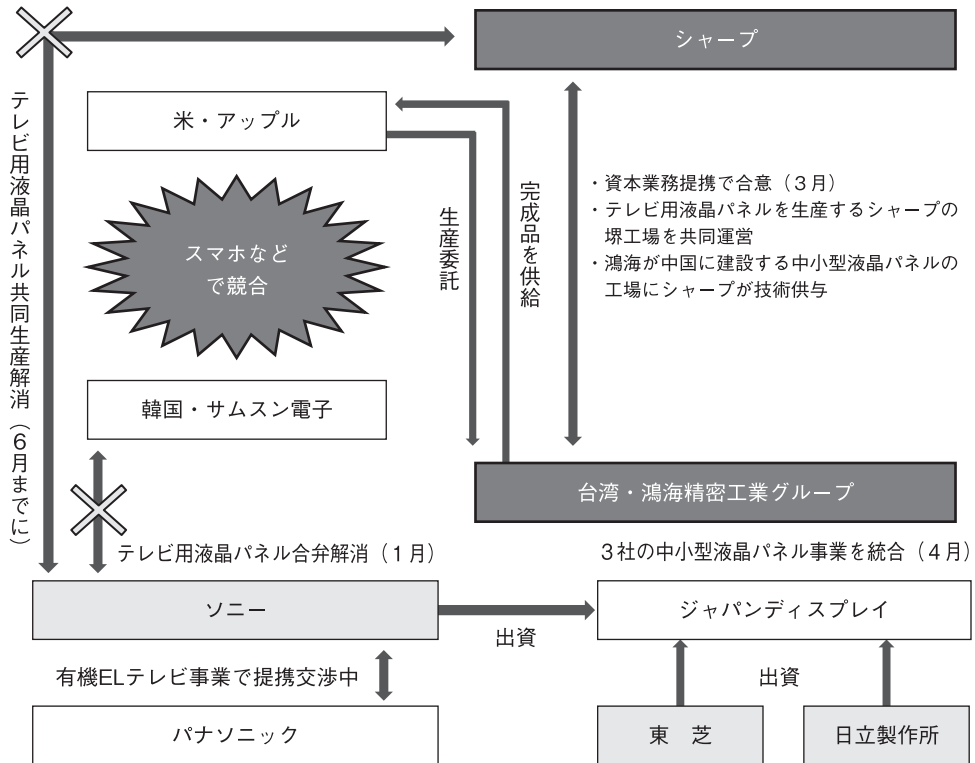 シャープ
テレビ用液晶パネル共同生産解消（6月までに）
米・アップル
スマホなど
で競合
生産委託
完成品を供給
・資本業務提携で合意（3月）
・テレビ用液晶パネルを生産するシャープの
堺工場を共同運営
・鴻海が中国に建設する中小型液晶パネルの
工場にシャープが技術供与
韓国・サムスン電子
台湾・鴻海精密工業グループ
テレビ用液晶パネル合弁解消（1月）
3社の中小型液晶パネル事業を統合（4月）
ソニー
出資
ジャパンディスプレイ
有機ELテレビ事業で提携交渉中
出資
パナソニック
東　芝
日立製作所